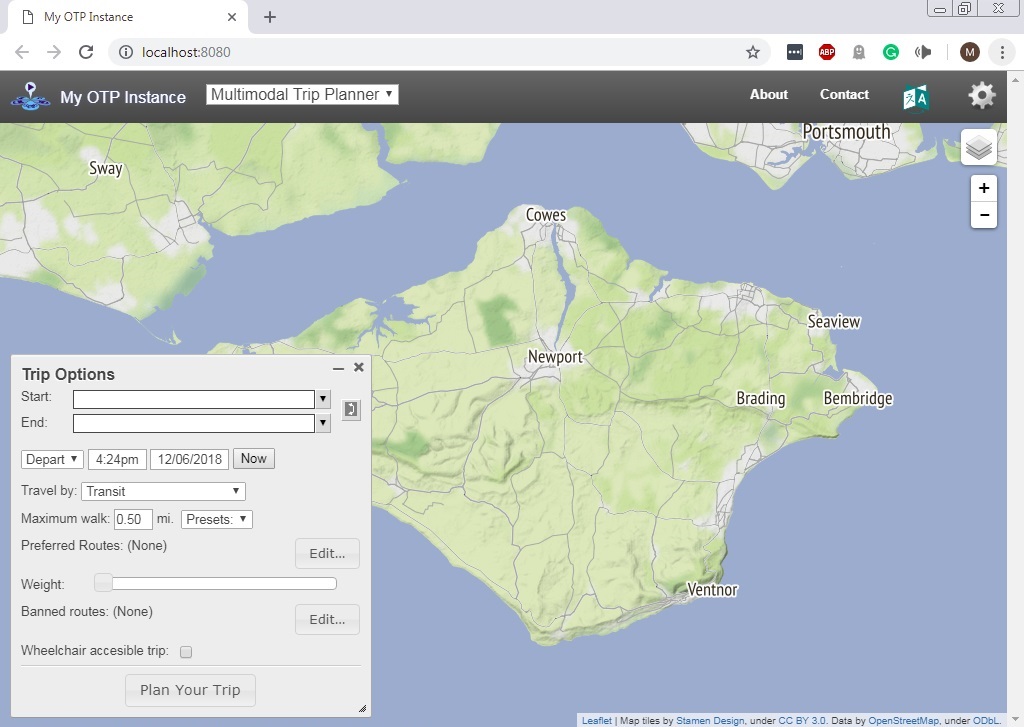 My OTP Instance
localhost:8080
ABP
M
My OTP Instance
Multimodal Trip Planner
About
Contact
A
Portsmouth
Sway
+
-
Cowes
Seaview
Newport
Brading
Bembridge
Ventnor
Trip Options
Start:
End:
Depart
4:24pm
12/06/2018
Now
Travel by:
Transit
Maximum walk:
0.50
mi.
Presets:
Preferred Routes: (None)
Edit...
Weight:
Banned routes: (None)
Edit...
Wheelchair accesible trip:
Plan Your Trip
Leaflet | Map tiles by Stamen Design, under CC BY 3.0. Data by OpenStreetMap, under ODbL.